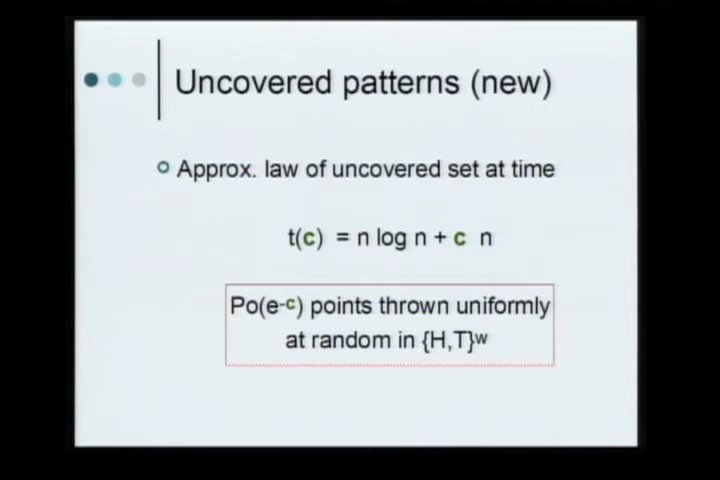 Uncovered patterns (new)
Approx. law of uncovered set at time
t(c) = n log n + c n
Po(e-c) points thrown uniformly
at random in {H,T}w